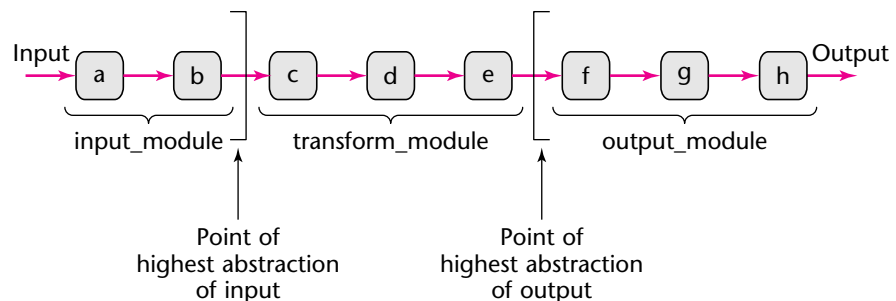 Input
Output
a
b
c
d
e
f
g
h
input_module
transform_module
output_module
Point of
highest abstraction
of input
Point of
highest abstraction
of output